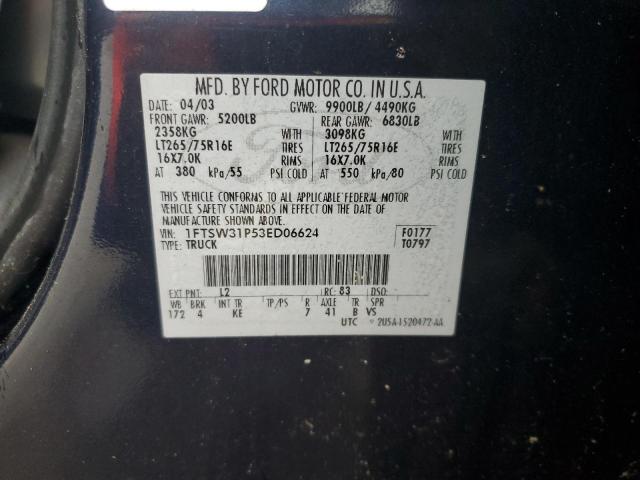 MFD. BY FORD MOTOR CO. IN U.S.A.
DATE 04/03 GVWR: 9900LB/ 4490KG
FRONT GAWR: 5200LB REAR GAWR: 6830LB
2358KG WITH 3098KG WITH
LT265/75R16E TIRES LT265/75R16E TIRES
16X7.0K RIMS 16X7.0K RIMS
AT 380 kPa/55 PSI COLD AT 550 kPa/80 PSI COLD
THIS VEHICLE CONFORMS TO ALL APPLICABLE FEDERAL MOTOR
VEHICLE SAFETY STANDARDS IN EFFECT ON THE DATE OF
MANUFACTURE SHOWN ABOVE.
VIN: 1FTSW31P53ED06624 F0177
TYPE: TRUCK T0797
EXT PNT: L2 RC: 83 DSO:
WB BRK INT TR TP/PS R AXLE TR SPR
172 4 KE 7 41 B VS
UTC 2U5A-1520472-AA